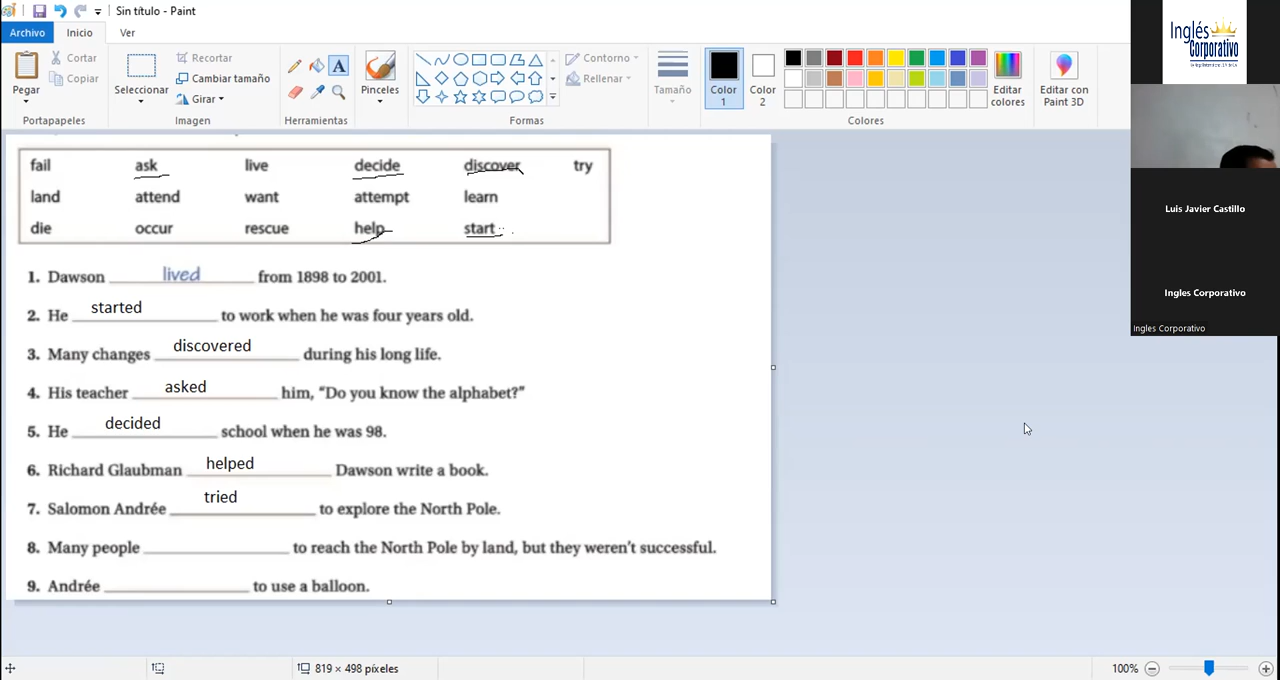 Sin título - Paint
Archivo Inicio Ver
Pegar
Cortar
Copiar
Portapapeles
Seleccionar
Recortar
Cambiar tamaño
Girar
Imagen
A
Herramientas
Pinceles
Contorno
Rellenar
Formas
Tamaño
Color 1
Color 2
Editar colores
Editar con Paint 3D
Colores
Inglés Corporativo
Luis Javier Castillo
Ingles Corporativo
Ingles Corporativo
fail ask live decide discover try
land attend want attempt learn
die occur rescue help start
1. Dawson lived from 1898 to 2001.
2. He started to work when he was four years old.
3. Many changes discovered during his long life.
4. His teacher asked him, “Do you know the alphabet?”
5. He decided school when he was 98.
6. Richard Glaubman helped Dawson write a book.
7. Salomon Andrée tried to explore the North Pole.
8. Many people to reach the North Pole by land, but they weren’t successful.
9. Andrée to use a balloon.
819 × 498 píxeles
100%